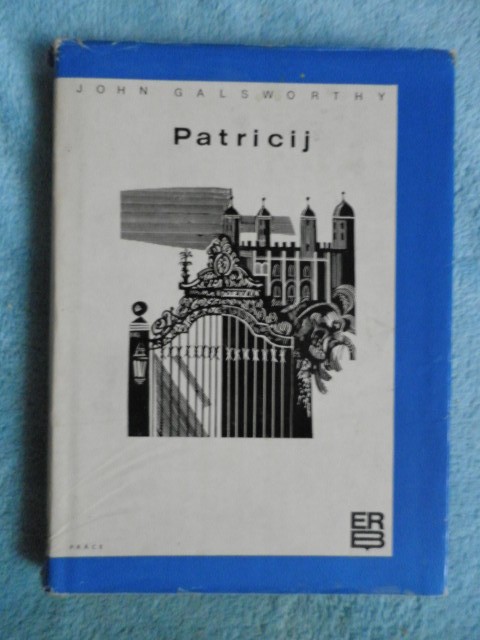 JOHN GALSWORTHY
Patricij
ER
B
PRÁCE